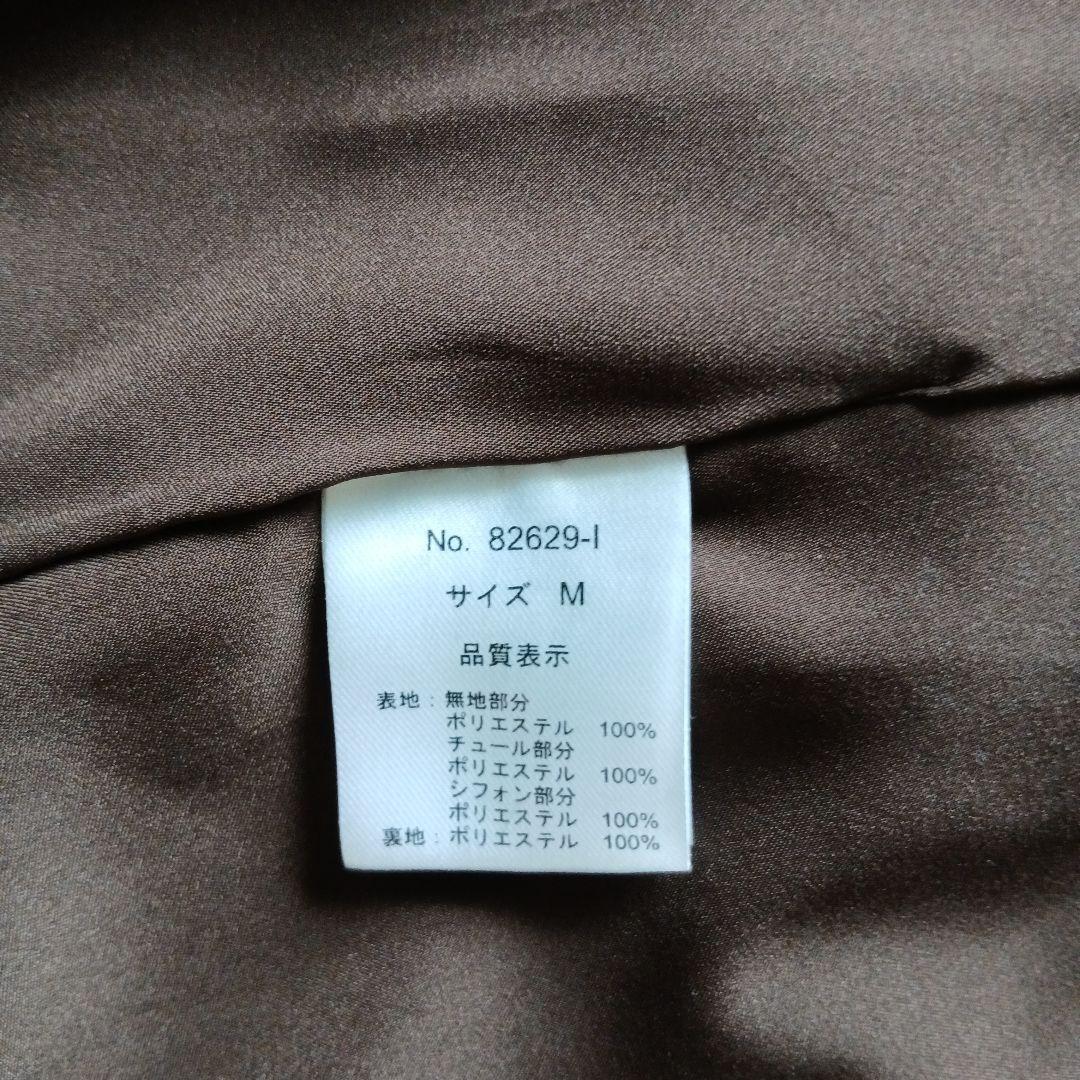 No. 82629-I
サイズ M
品質表示
表地：無地部分
ポリエステル 100%
チュール部分
ポリエステル 100%
シフォン部分
ポリエステル 100%
裏地：ポリエステル 100%